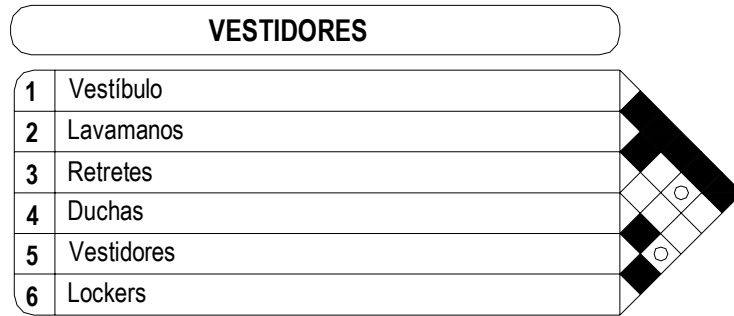 VESTIDORES
1 Vestíbulo
2 Lavamanos
3 Retretes
4 Duchas
5 Vestidores
6 Lockers